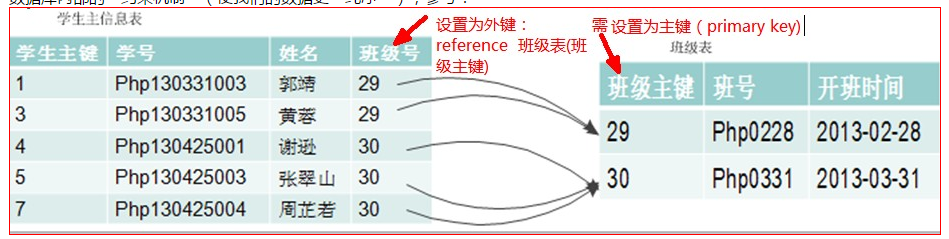 学生主信息表
设置为外键：
reference 班级表(班
级主键)
需 设置为主键（primary key)
班级表
学生主键 学号 姓名 班级号
1 Php130331003 郭靖 29
3 Php130331005 黄蓉 29
4 Php130425001 谢逊 30
5 Php130425003 张翠山 30
7 Php130425004 周芷若 30
班级主键 班号 开班时间
29 Php0228 2013-02-28
30 Php0331 2013-03-31